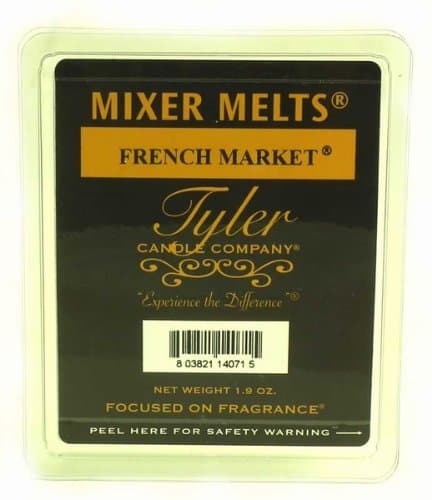 MIXER MELTS®
FRENCH MARKET®
Tyler
CANDLE COMPANY®
"Experience the Difference"®
8 03821 14071 5
NET WEIGHT 1.9 OZ.
FOCUSED ON FRAGRANCE®
PEEL HERE FOR SAFETY WARNING